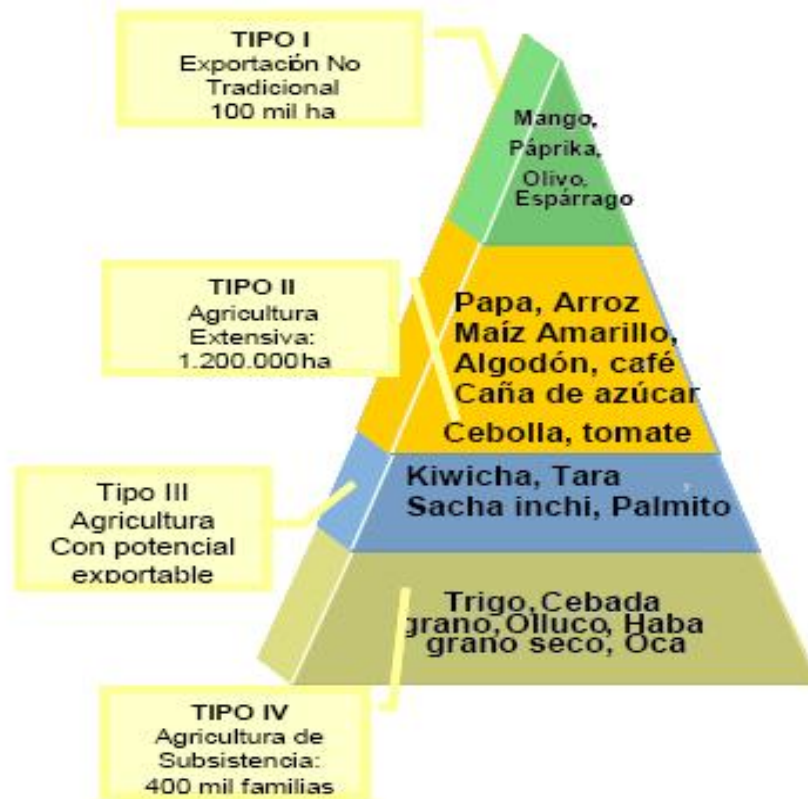 TIPO I
Exportación No
Tradicional
100 mil ha
Mango,
Páprika,
Olivo,
Espárrago
TIPO II
Agricultura
Extensiva:
1.200.000 ha
Papa, Arroz
Maíz Amarillo,
Algodón, café
Caña de azúcar
Cebolla, tomate
Tipo III
Agricultura
Con potencial
exportable
Kiwicha, Tara
Sacha inchi, Palmito
Trigo, Cebada
grano, Olluco, Haba
grano seco, Oca
TIPO IV
Agricultura de
Subsistencia:
400 mil familias